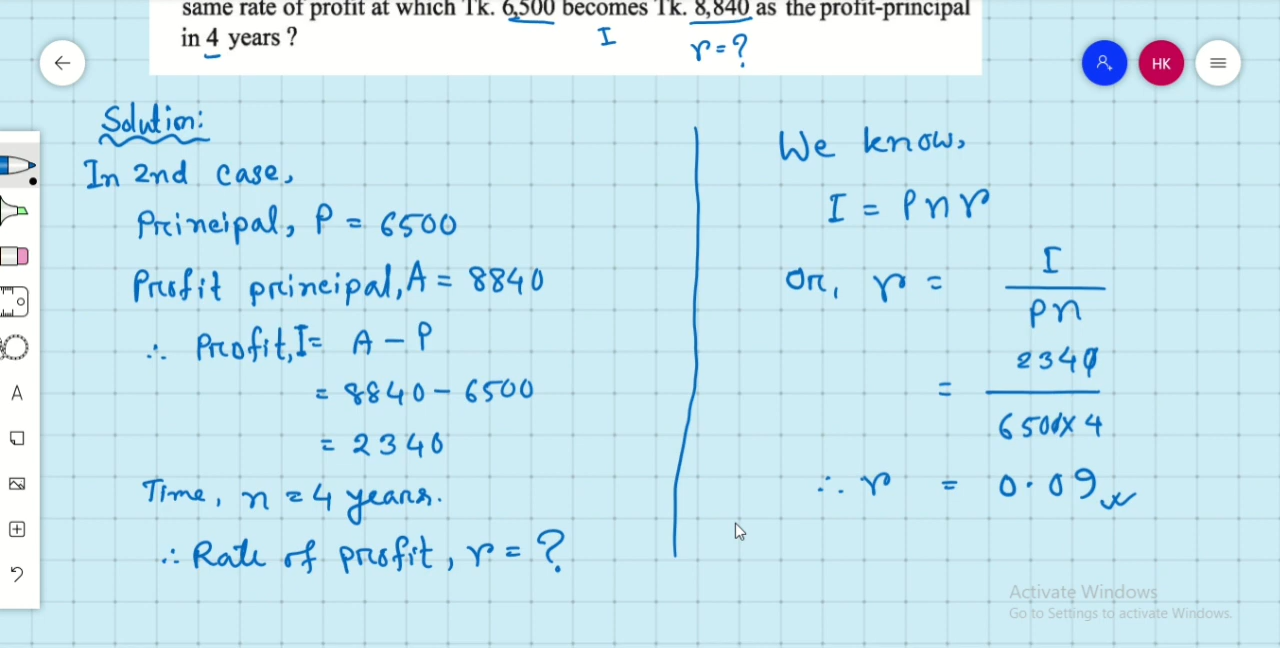 same rate of profit at which Tk. 6,500 becomes Tk. 8,840 as the profit-principal
in 4 years ?
I
r = ?
HK
Solution:
In 2nd case,
Principal, P = 6500
Profit principal, A = 8840
∴ Profit, I = A - P
= 8840 - 6500
= 2340
Time, n = 4 years.
∴ Rate of profit, r = ?
We know,
I = Pnr
Or, r = I / Pn
= 2340 / 6500 × 4
∴ r = 0.09
A
Activate Windows
Go to Settings to activate Windows.